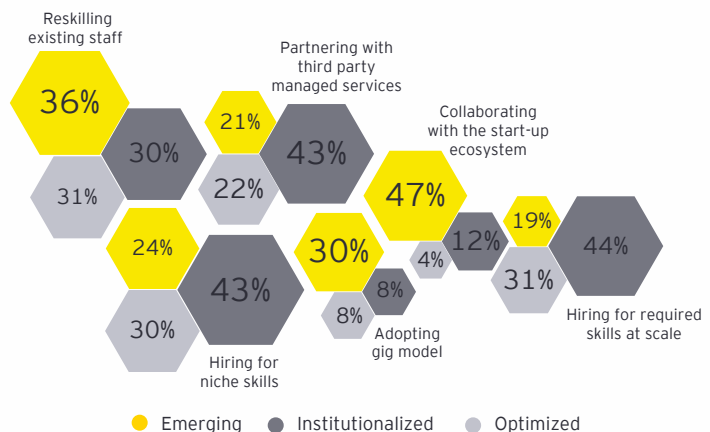 Reskilling
existing staff
36%
30%
31%
Partnering with
third party
managed services
21%
43%
22%
Collaborating
with the start-up
ecosystem
47%
12%
4%
19%
44%
31%
Hiring for required
skills at scale
24%
43%
30%
Hiring for
niche skills
30%
8%
8%
Adopting
gig model
Emerging Institutionalized Optimized